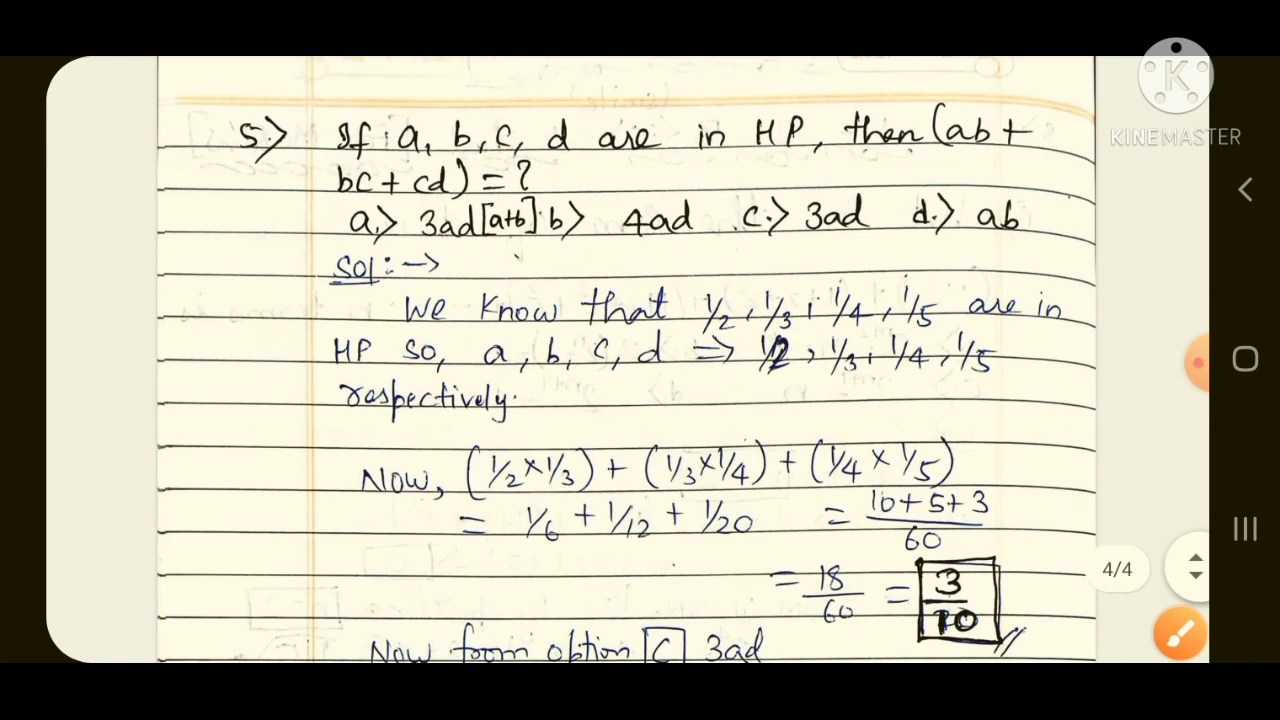 KINEMASTER
5.> If a, b, c, d are in HP, then (ab +
bc + cd) = ?
a.> 3ad[a+b] b> 4ad c.> 3ad d.> ab
Sol :->
We know that 1/2, 1/3, 1/4, 1/5 are in
HP so, a, b, c, d => 1/2, 1/3, 1/4, 1/5
respectively.
Now, (1/2 × 1/3) + (1/3 × 1/4) + (1/4 × 1/5)
= 1/6 + 1/12 + 1/20 = 10+5+3/60
= 18/60 = 3/10
4/4
Now from option [C] 3ad